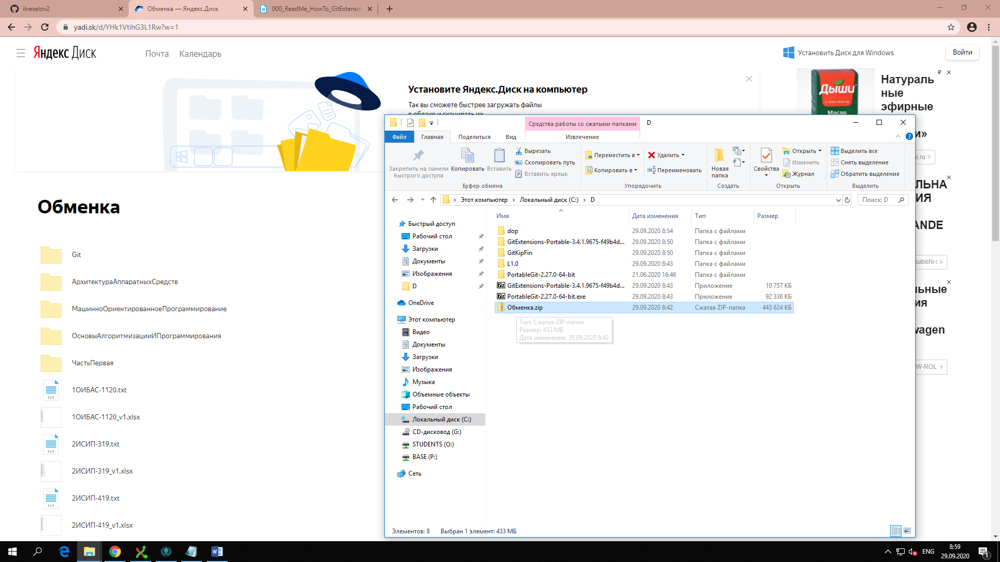 ilveselov2
Обменка — Яндекс.Диск
000_ReadMe_HowTo_GitExtensio
yadi.sk/d/YHk1VtihG3L1Rw?w=1
Яндекс Диск
Почта
Календарь
Установить Диск для Windows
Войти
Установите Яндекс.Диск на компьютер
Так вы сможете быстрее загружать файлы
в облако и скачивать их
ДЫШИ
Масло
₽
Натураль
ные
эфирные
и»
ni.ru
ЛЬНА
ИЯ
ANDE
subishi-s
ьные
ия
wagen
W-ROL
Обменка
Git
АрхитектураАппаратныхСредств
МашинноОриентированноеПрограммирование
ОсновыАлгоритмизацииИПрограммирования
ЧастьПервая
TXT
1ОИБАС-1120.txt
1ОИБАС-1120_v1.xlsx
TXT
2ИСИП-319.txt
2ИСИП-319_v1.xlsx
TXT
2ИСИП-419.txt
2ИСИП-419_v1.xlsx
Средства работы со сжатыми папками
D
Файл
Главная
Поделиться
Вид
Извлечение
Закрепить на панели
быстрого доступа
Копировать
Вставить
Вырезать
Скопировать путь
Вставить ярлык
Буфер обмена
Переместить в
Копировать в
Удалить
Переименовать
Упорядочить
Новая
папка
Создать
Свойства
Открыть
Изменить
Журнал
Открыть
Выделить все
Снять выделение
Обратить выделение
Выделить
Этот компьютер
Локальный диск (C:)
D
Поиск: D
Быстрый доступ
Рабочий стол
Загрузки
Документы
Изображения
D
OneDrive
Этот компьютер
Видео
Документы
Загрузки
Изображения
Музыка
Объемные объекты
Рабочий стол
Локальный диск (C:)
CD-дисковод (G:)
STUDENTS (O:)
BASE (P:)
Сеть
Имя Дата изменения Тип Размер
dop 29.09.2020 8:54 Папка с файлами
GitExtensions-Portable-3.4.1.9675-f49b4d... 29.09.2020 8:50 Папка с файлами
GitKipFin 29.09.2020 8:50 Папка с файлами
L1.0 29.09.2020 8:43 Папка с файлами
PortableGit-2.27.0-64-bit 21.06.2020 16:46 Папка с файлами
GitExtensions-Portable-3.4.1.9675-f49b4d... 29.09.2020 8:43 Приложение 10 757 КБ
PortableGit-2.27.0-64-bit.exe 29.09.2020 8:43 Приложение 92 336 КБ
Обменка.zip 29.09.2020 8:42 Сжатая ZIP-папка 443 624 КБ
Тип: Сжатая ZIP-папка
Размер: 433 МБ
Дата изменения: 29.09.2020 8:42
Элементов: 8
Выбран 1 элемент: 433 МБ
ENG
8:59
29.09.2020
1